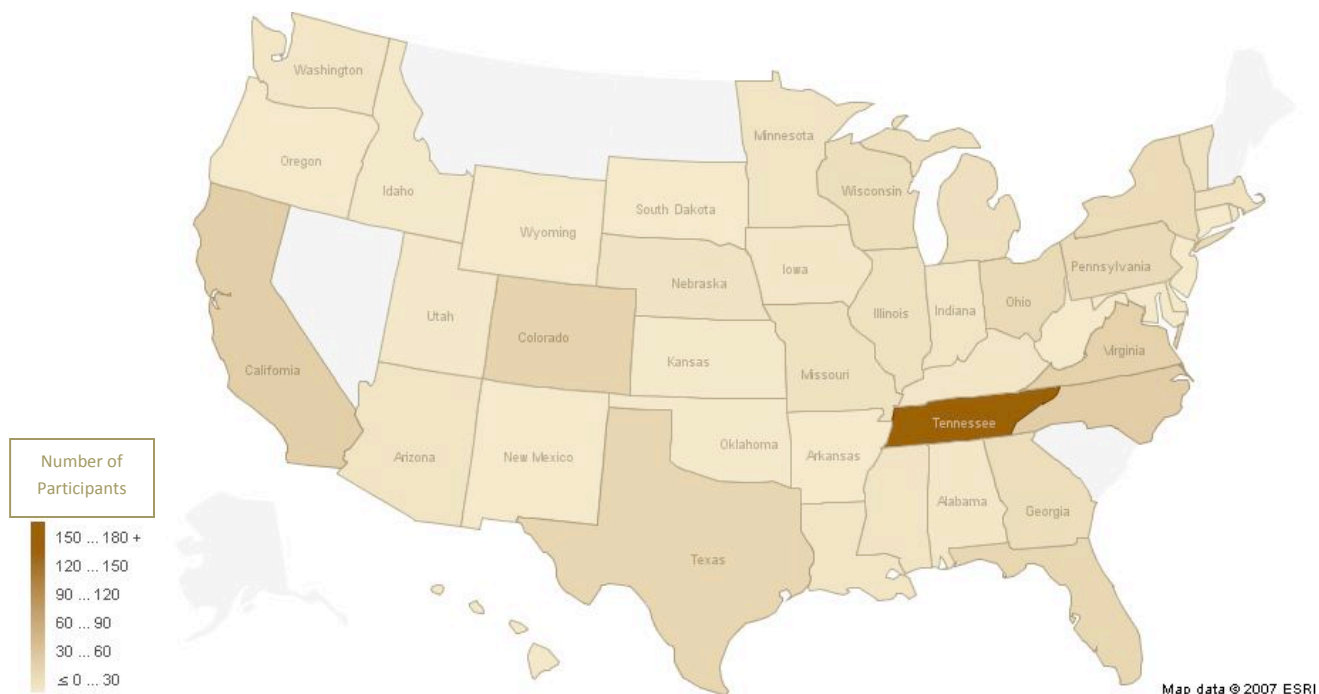 Washington
Minnesota
Oregon
Idaho
Wisconsin
South Dakota
Wyoming
Iowa
Pennsylvania
Nebraska
Ohio
Illinois
Indiana
Utah
Colorado
Virginia
Kansas
California
Missouri
Tennessee
Oklahoma
Arizona
New Mexico
Arkansas
Alabama
Georgia
Texas
Number of
Participants
150 ... 180 +
120 ... 150
90 ... 120
60 ... 90
30 ... 60
≤ 0 ... 30
Map data © 2007 ESRI